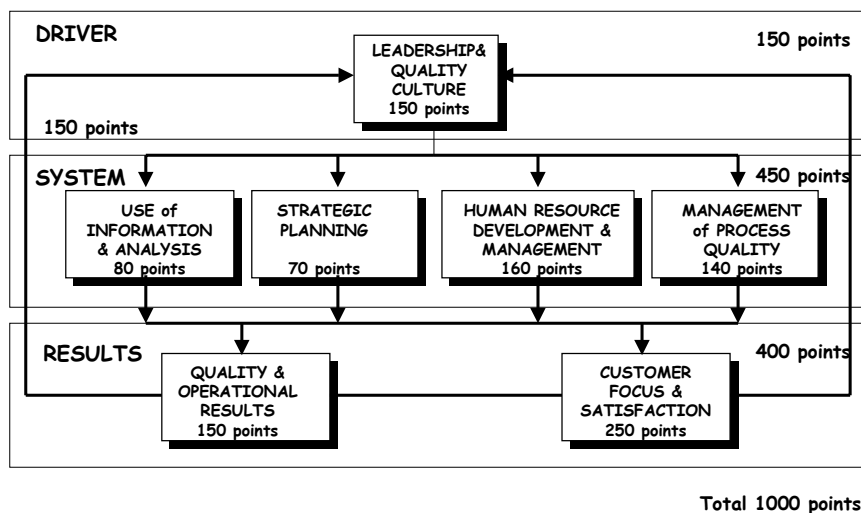 DRIVER
150 points
LEADERSHIP&
QUALITY
CULTURE
150 points
150 points
SYSTEM
450 points
USE of
INFORMATION
& ANALYSIS
80 points
STRATEGIC
PLANNING
70 points
HUMAN RESOURCE
DEVELOPMENT &
MANAGEMENT
160 points
MANAGEMENT
of PROCESS
QUALITY
140 points
RESULTS
400 points
QUALITY &
OPERATIONAL
RESULTS
150 points
CUSTOMER
FOCUS &
SATISFACTION
250 points
Total 1000 points